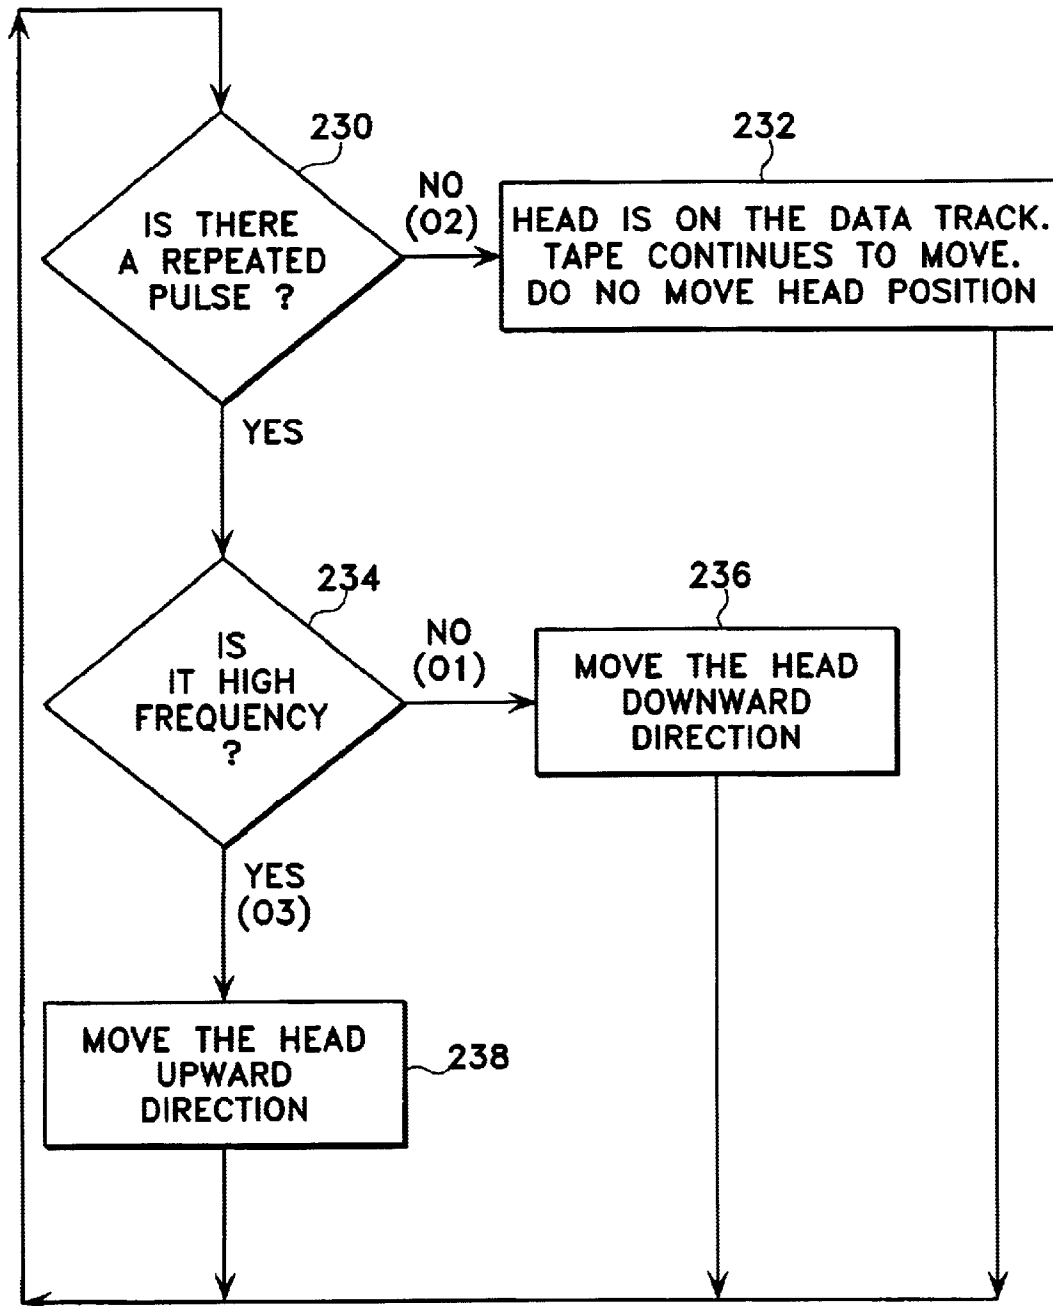 230
IS THERE
A REPEATED
PULSE ?
NO
(02)
232
HEAD IS ON THE DATA TRACK.
TAPE CONTINUES TO MOVE.
DO NO MOVE HEAD POSITION
YES
234
IS
IT HIGH
FREQUENCY
?
NO
(01)
236
MOVE THE HEAD
DOWNWARD
DIRECTION
YES
(03)
MOVE THE HEAD
UPWARD
DIRECTION
238